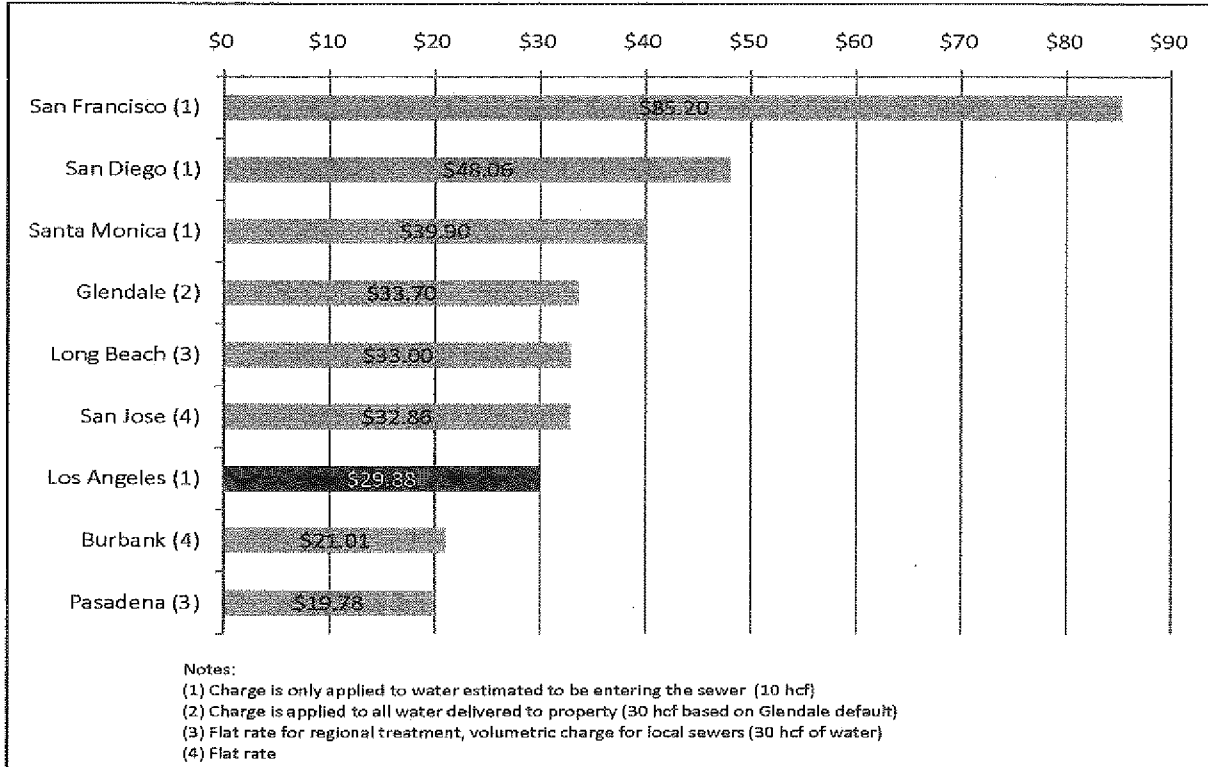 $0 $10 $20 $30 $40 $50 $60 $70 $80 $90
San Francisco (1) $85.20
San Diego (1) $48.06
Santa Monica (1) $39.90
Glendale (2) $33.70
Long Beach (3) $33.00
San Jose (4) $32.86
Los Angeles (1) $29.88
Burbank (4) $21.01
Pasadena (3) $19.78
Notes:
(1) Charge is only applied to water estimated to be entering the sewer (10 hcf)
(2) Charge is applied to all water delivered to property (30 hcf based on Glendale default)
(3) Flat rate for regional treatment, volumetric charge for local sewers (30 hcf of water)
(4) Flat rate